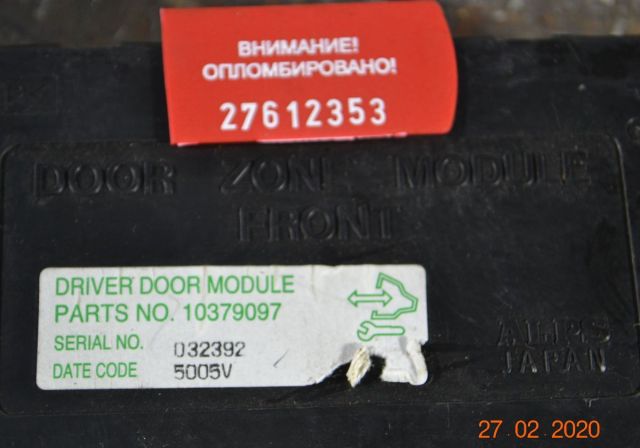 ВНИМАНИЕ!
ОПЛОМБИРОВАНО!
27612353
DOOR ZONE MODULE
FRONT
DRIVER DOOR MODULE
PARTS NO. 10379097
SERIAL NO. 032392
DATE CODE 5005V
ALPS
JAPAN
27 02 2020